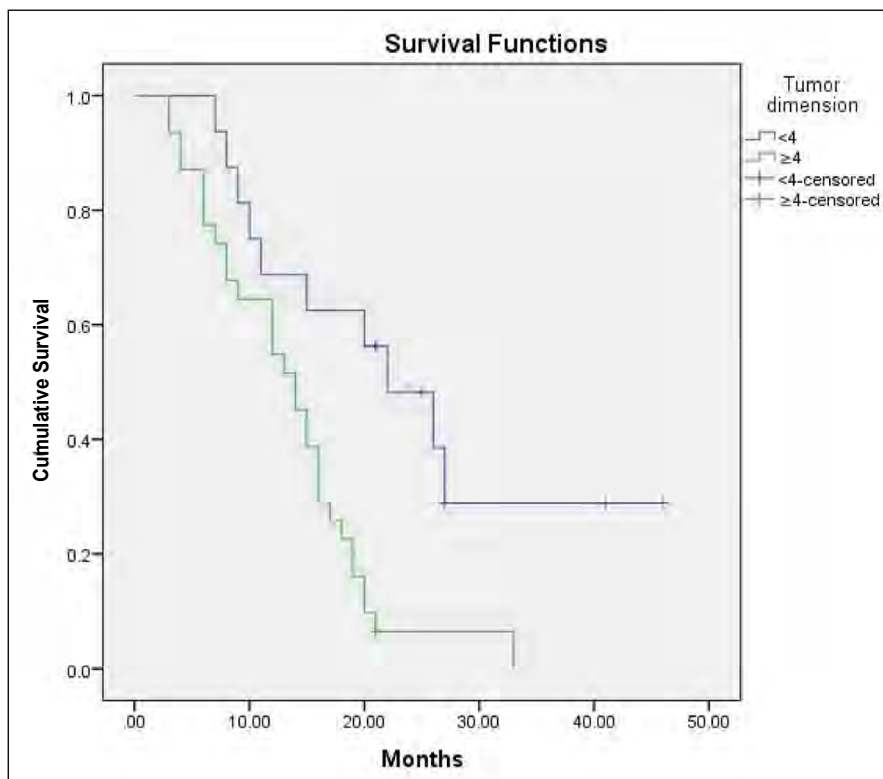 Survival Functions
Tumor
dimension
<4
≥4
<4-censored
≥4-censored
1.0
0.8
0.6
0.4
0.2
0.0
Cumulative Survival
.00
10.00
20.00
30.00
40.00
50.00
Months